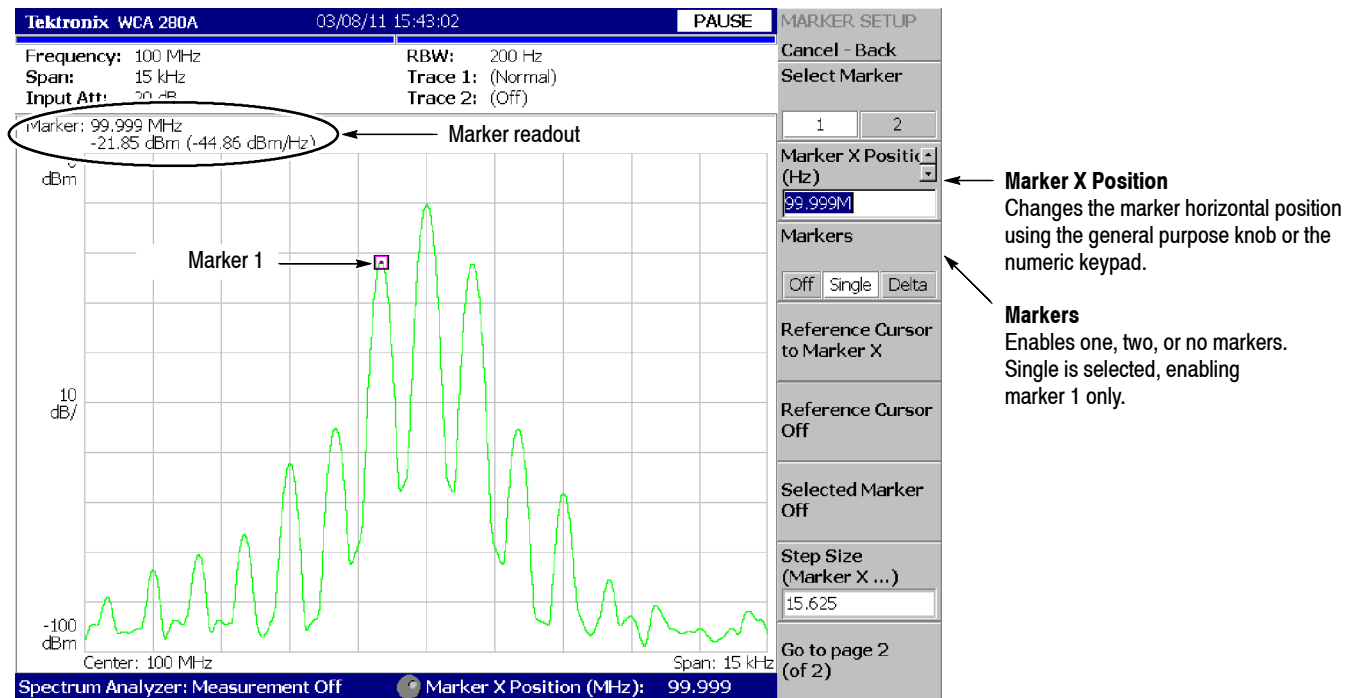 Tektronix WCA 280A 03/08/11 15:43:02 PAUSE
Frequency: 100 MHz
Span: 15 kHz
Input Att: 20 dB
RBW: 200 Hz
Trace 1: (Normal)
Trace 2: (Off)
Marker: 99.999 MHz
-21.85 dBm (-44.86 dBm/Hz)
Marker readout
dBm
Marker 1
10
dB/
-100
dBm
Center: 100 MHz
Span: 15 kHz
Spectrum Analyzer: Measurement Off Marker X Position (MHz): 99.999
MARKER SETUP
Cancel - Back
Select Marker
1 2
Marker X Positic
(Hz)
99.999M
Markers
Off Single Delta
Reference Cursor
to Marker X
Reference Cursor
Off
Selected Marker
Off
Step Size
(Marker X ...)
15.625
Go to page 2
(of 2)
Marker X Position
Changes the marker horizontal position
using the general purpose knob or the
numeric keypad.
Markers
Enables one, two, or no markers.
Single is selected, enabling
marker 1 only.